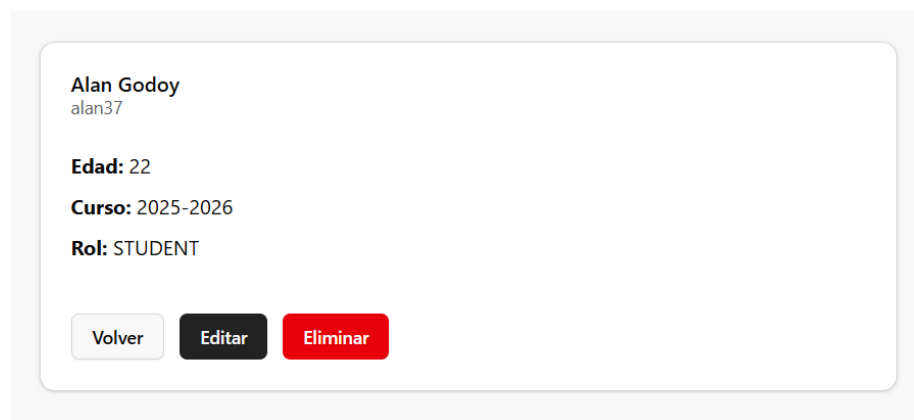 Alan Godoy
alan37
Edad: 22
Curso: 2025-2026
Rol: STUDENT
Volver Editar Eliminar